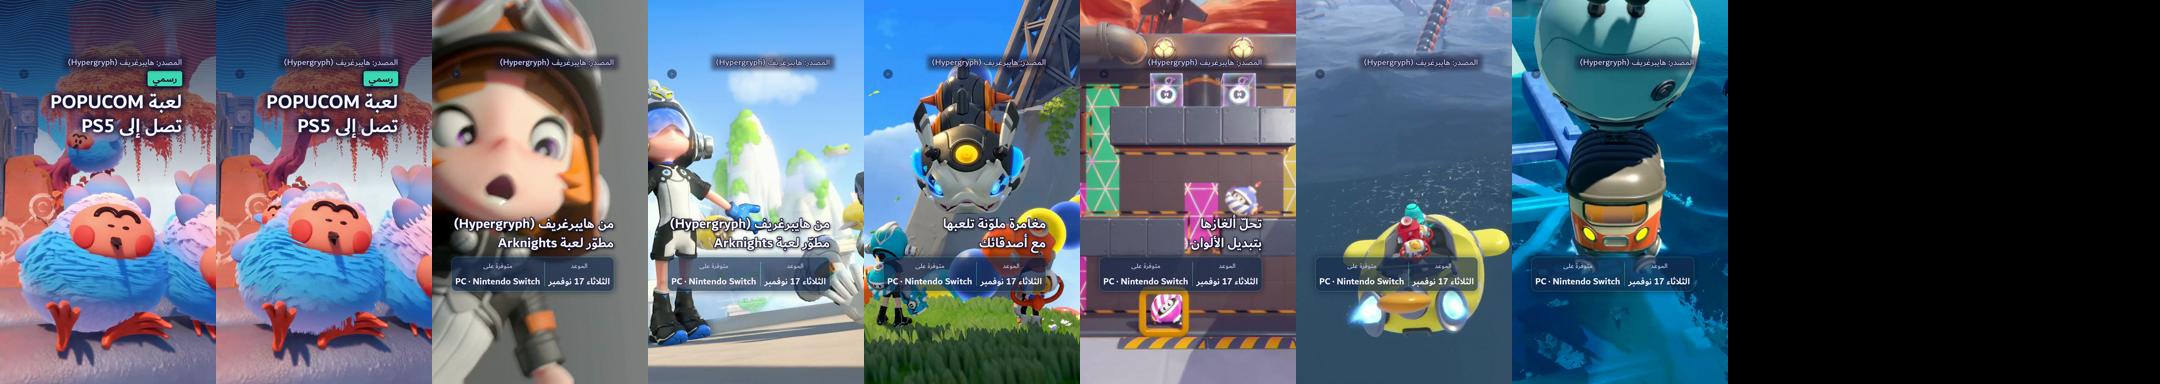 المصدر: هايبرغريف (Hypergryph)
رسمي
لعبة POPUCOM
تصل إلى PS5
المصدر: هايبرغريف (Hypergryph)
رسمي
لعبة POPUCOM
تصل إلى PS5
المصدر: هايبرغريف (Hypergryph)
من هايبرغريف (Hypergryph)
مطوّر لعبة Arknights
الموعد متوفرة على
الثلاثاء 17 نوفمبر PC · Nintendo Switch
المصدر: هايبرغريف (Hypergryph)
من هايبرغريف (Hypergryph)
مطوّر لعبة Arknights
الموعد متوفرة على
الثلاثاء 17 نوفمبر PC · Nintendo Switch
المصدر: هايبرغريف (Hypergryph)
مغامرة ملوّنة تلعبها
مع أصدقائك
الموعد متوفرة على
الثلاثاء 17 نوفمبر PC · Nintendo Switch
المصدر: هايبرغريف (Hypergryph)
تحلّ ألغازها
بتبديل الألوان
الموعد متوفرة على
الثلاثاء 17 نوفمبر PC · Nintendo Switch
المصدر: هايبرغريف (Hypergryph)
الموعد متوفرة على
الثلاثاء 17 نوفمبر PC · Nintendo Switch
المصدر: هايبرغريف (Hypergryph)
الموعد متوفرة على
الثلاثاء 17 نوفمبر PC · Nintendo Switch